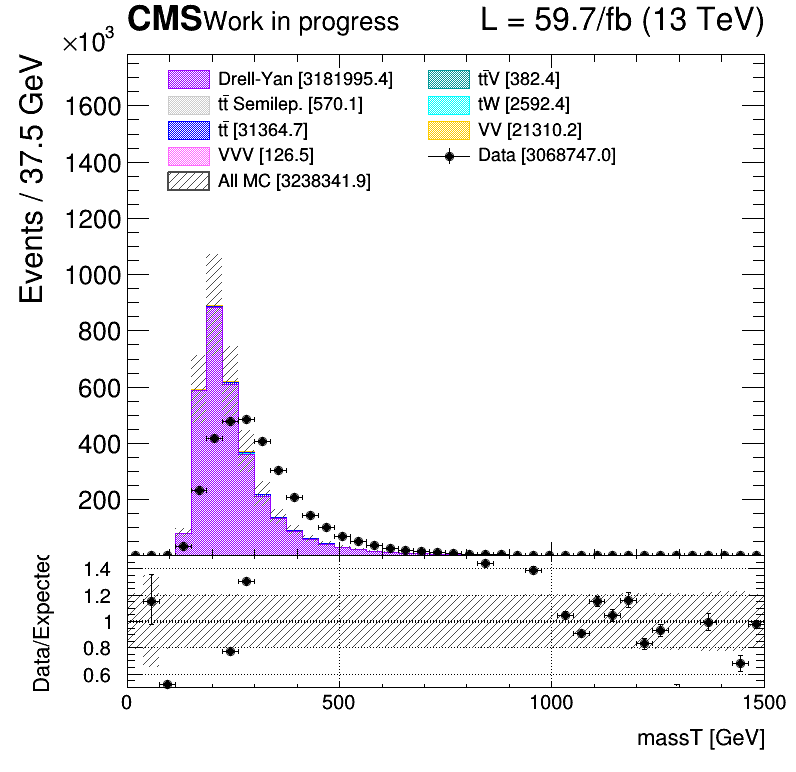 CMS Work in progress L = 59.7/fb (13 TeV)
×10³
Events / 37.5 GeV
Drell-Yan [3181995.4] tt̄V [382.4]
tt̄ Semilep. [570.1] tW [2592.4]
tt̄ [31364.7] VV [21310.2]
VVV [126.5] Data [3068747.0]
All MC [3238341.9]
1600
1400
1200
1000
800
600
400
200
Data/Expected
1.4
1.2
1
0.8
0.6
0 500 1000 1500
massT [GeV]